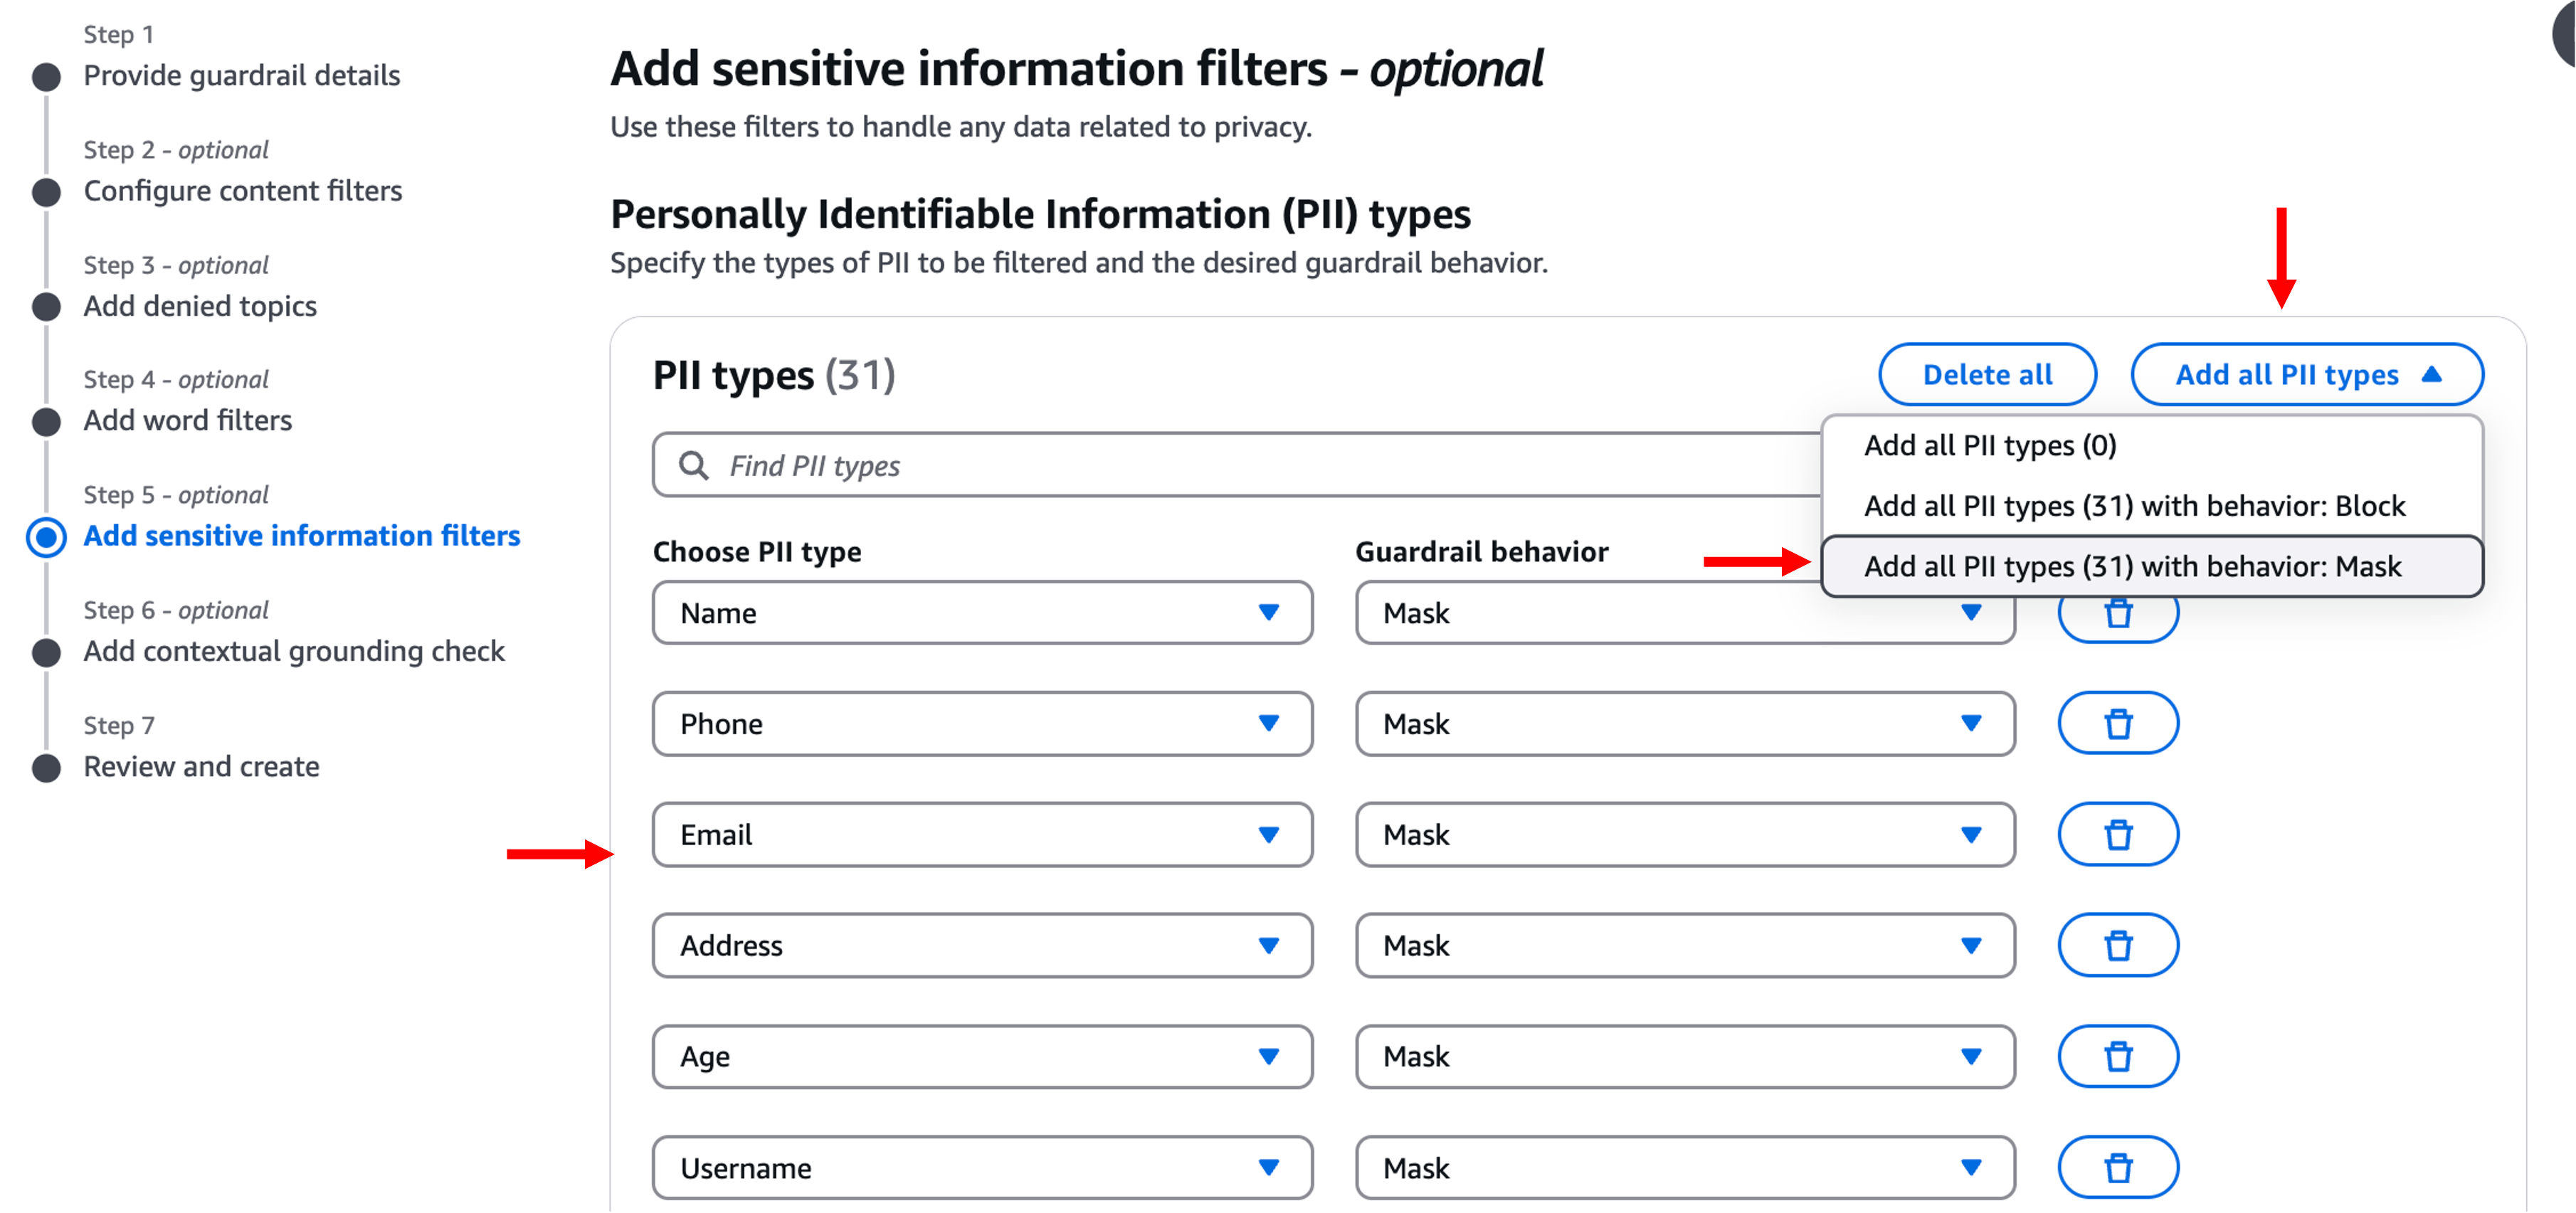 Step 1
Provide guardrail details
Step 2 - optional
Configure content filters
Step 3 - optional
Add denied topics
Step 4 - optional
Add word filters
Step 5 - optional
Add sensitive information filters
Step 6 - optional
Add contextual grounding check
Step 7
Review and create
Add sensitive information filters - optional
Use these filters to handle any data related to privacy.
Personally Identifiable Information (PII) types
Specify the types of PII to be filtered and the desired guardrail behavior.
PII types (31)
Delete all
Add all PII types
Find PII types
Add all PII types (0)
Add all PII types (31) with behavior: Block
Add all PII types (31) with behavior: Mask
Choose PII type
Guardrail behavior
Name
Mask
Phone
Mask
Email
Mask
Address
Mask
Age
Mask
Username
Mask